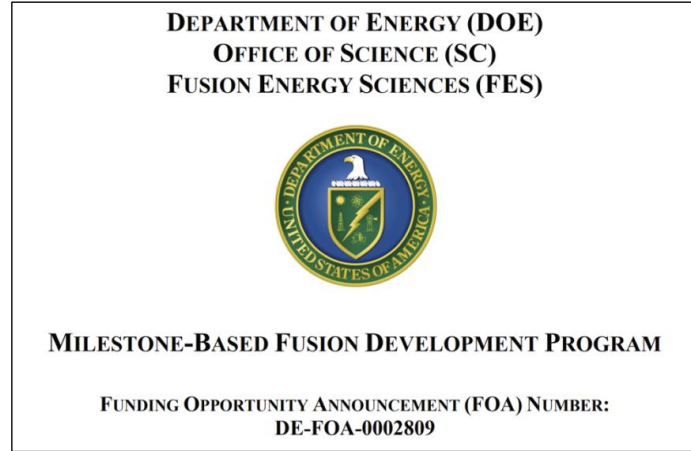 DEPARTMENT OF ENERGY (DOE)
OFFICE OF SCIENCE (SC)
FUSION ENERGY SCIENCES (FES)
DEPARTMENT OF ENERGY
UNITED STATES OF AMERICA
MILESTONE-BASED FUSION DEVELOPMENT PROGRAM
FUNDING OPPORTUNITY ANNOUNCEMENT (FOA) NUMBER:
DE-FOA-0002809